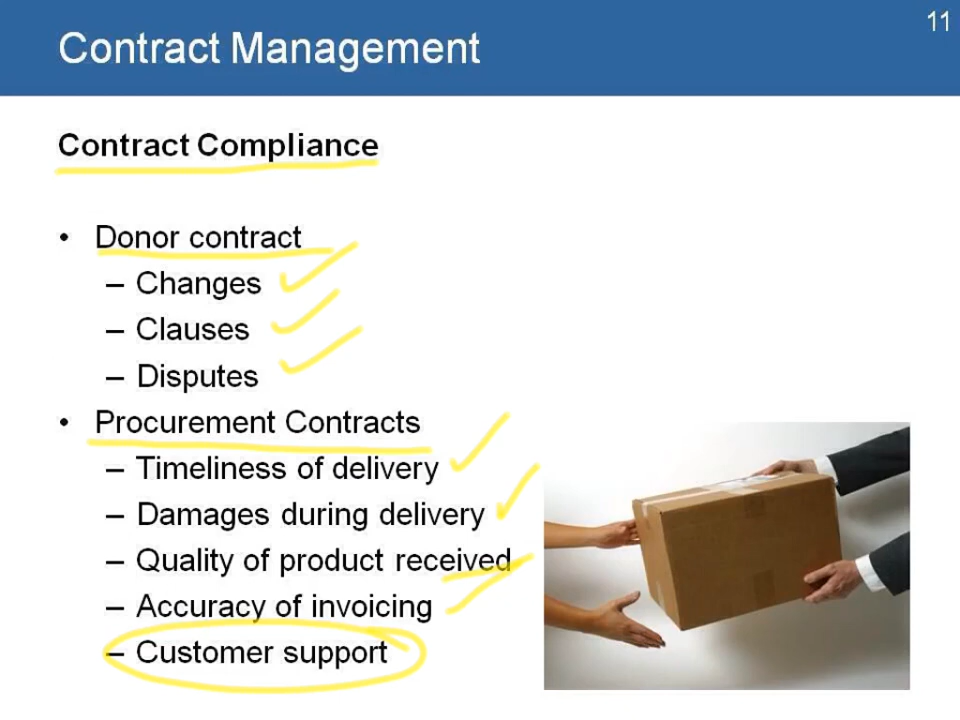 11
Contract Management
Contract Compliance
• Donor contract
– Changes
– Clauses
– Disputes
• Procurement Contracts
– Timeliness of delivery
– Damages during delivery
– Quality of product received
– Accuracy of invoicing
– Customer support